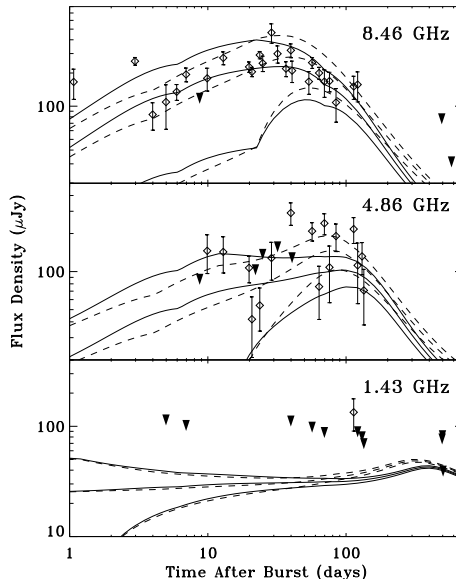 8.46 GHz
100
4.86 GHz
100
Flux Density (μJy)
1.43 GHz
100
10
1 10 100
Time After Burst (days)